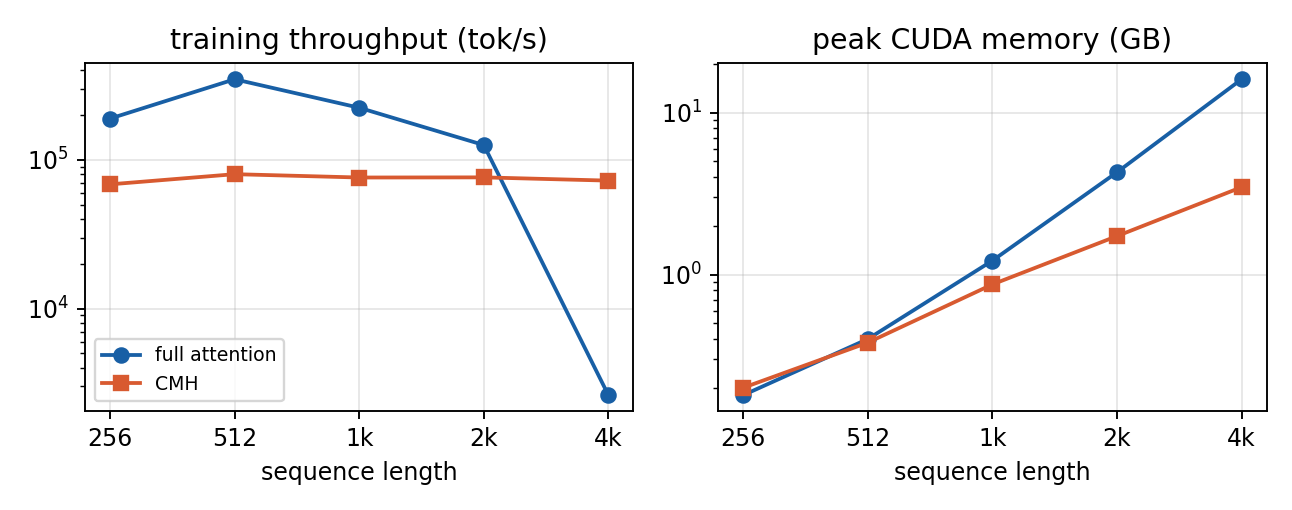 training throughput (tok/s)
10^5
10^4
full attention
CMH
256 512 1k 2k 4k
sequence length
peak CUDA memory (GB)
10^1
10^0
256 512 1k 2k 4k
sequence length